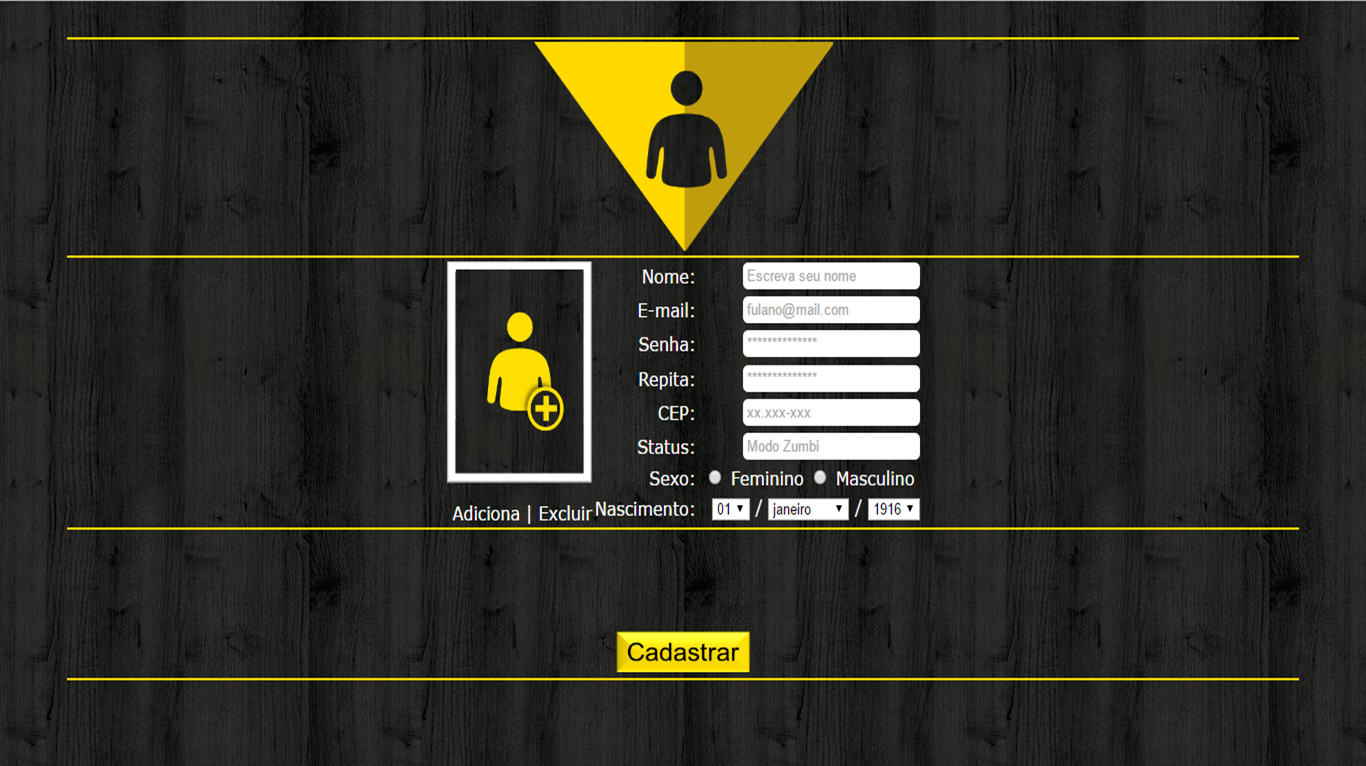 Nome: Escreva seu nome
E-mail: fulano@mail.com
Senha: **************
Repita: **************
CEP: xx.xxx-xxx
Status: Modo Zumbi
Sexo: Feminino Masculino
Adiciona | Excluir Nascimento: 01 / janeiro / 1916
Cadastrar